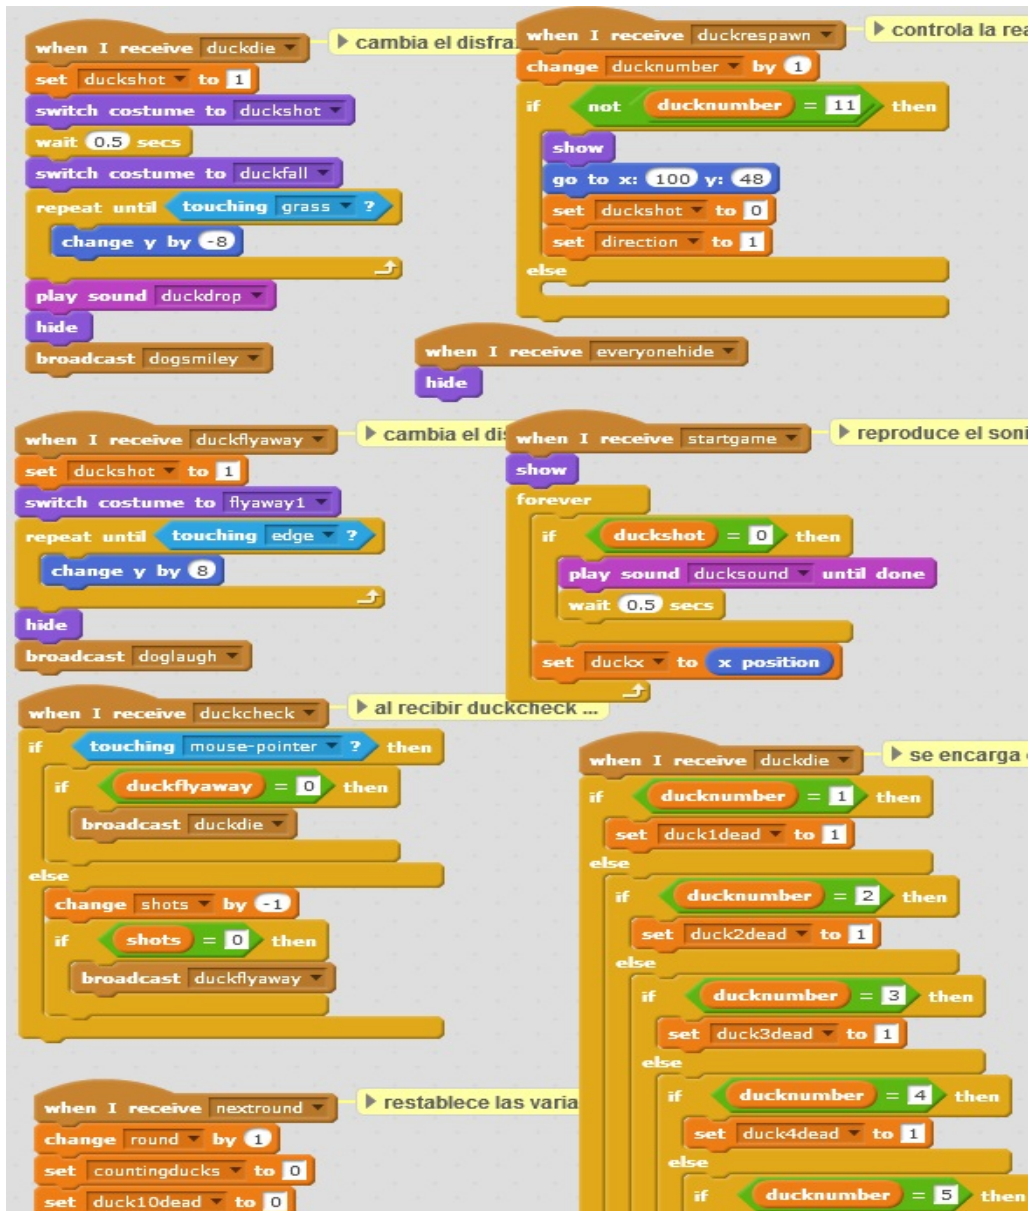 when I receive duckdie
cambia el
set duckshot to 1
switch costume to duckshot
wait 0.5 secs
switch costume to duckfall
repeat until touching grass ?
change y by -8
play sound duckdrop
hide
broadcast dogsmiley
when I receive duckrespawn
controla la
change ducknumber by 1
if not ducknumber = 11 then
show
go to x: 100 y: 48
set duckshot to 0
set direction to 1
else
when I receive everyonehide
hide
when I receive duckflyaway
cambia el
set duckshot to 1
switch costume to flyaway1
repeat until touching edge ?
change y by 8
hide
broadcast doglaugh
when I receive startgame
reproduce el
show
forever
if duckshot = 0 then
play sound ducksound until done
wait 0.5 secs
set duckx to x position
when I receive duckcheck
al recibir duckcheck ...
if touching mouse-pointer ? then
if duckflyaway = 0 then
broadcast duckdie
else
change shots by -1
if shots = 0 then
broadcast duckflyaway
when I receive duckdie
se encarga
if ducknumber = 1 then
set duck1dead to 1
else
if ducknumber = 2 then
set duck2dead to 1
else
if ducknumber = 3 then
set duck3dead to 1
else
if ducknumber = 4 then
set duck4dead to 1
else
if ducknumber = 5 then
when I receive nextround
restablece las
change round by 1
set countingducks to 0
set duck10dead to 0